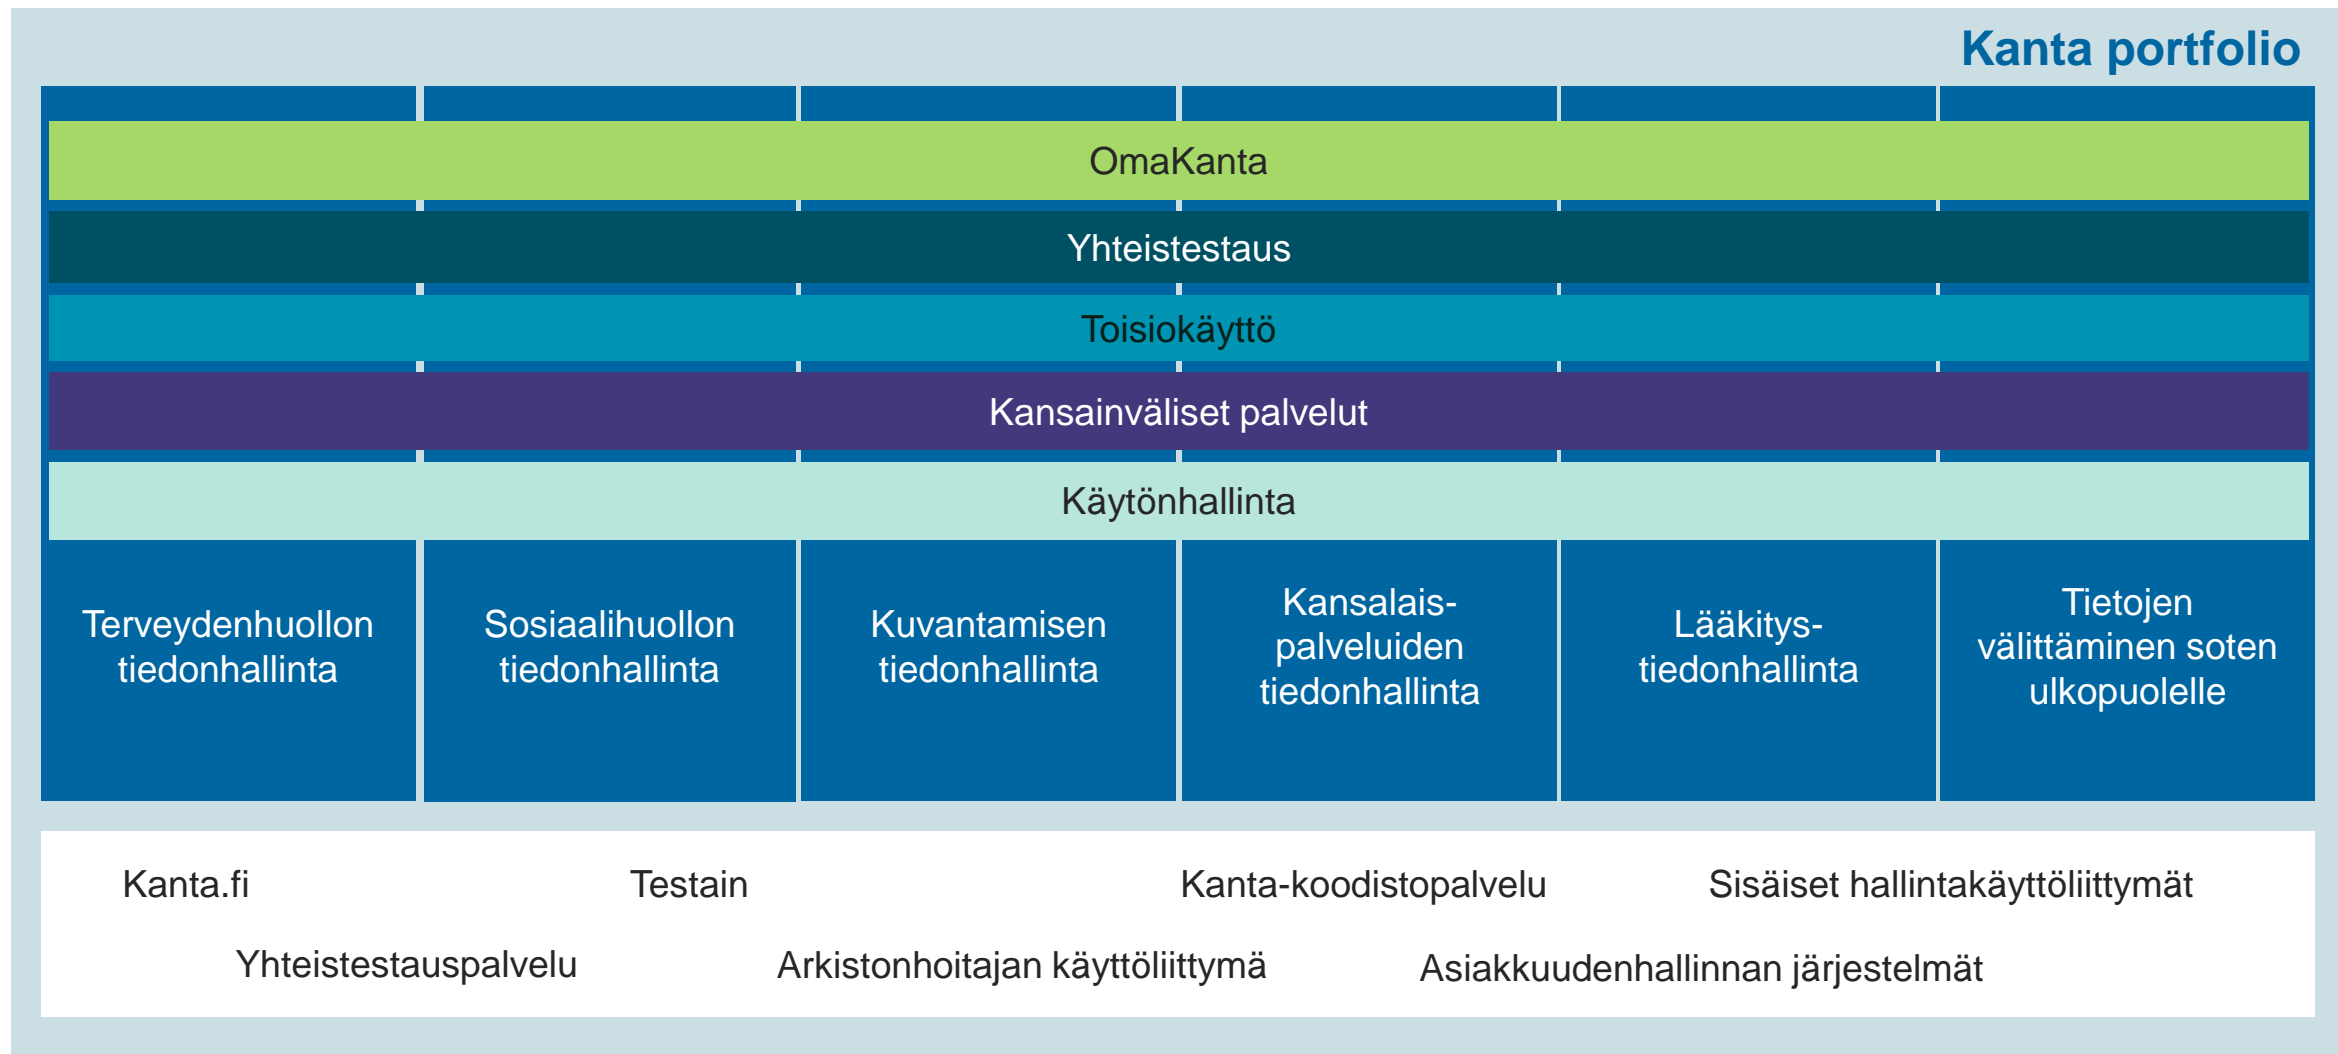 Kanta portfolio
OmaKanta
Yhteistestaus
Toisiokäyttö
Kansainväliset palvelut
Käytönhallinta
Terveydenhuollon
tiedonhallinta
Sosiaalihuollon
tiedonhallinta
Kuvantamisen
tiedonhallinta
Kansalais-
palveluiden
tiedonhallinta
Lääkitys-
tiedonhallinta
Tietojen
välittäminen soten
ulkopuolelle
Kanta.fi
Testain
Kanta-koodistopalvelu
Sisäiset hallintakäyttöliittymät
Yhteistestauspalvelu
Arkistonhoitajan käyttöliittymä
Asiakkuudenhallinnan järjestelmät